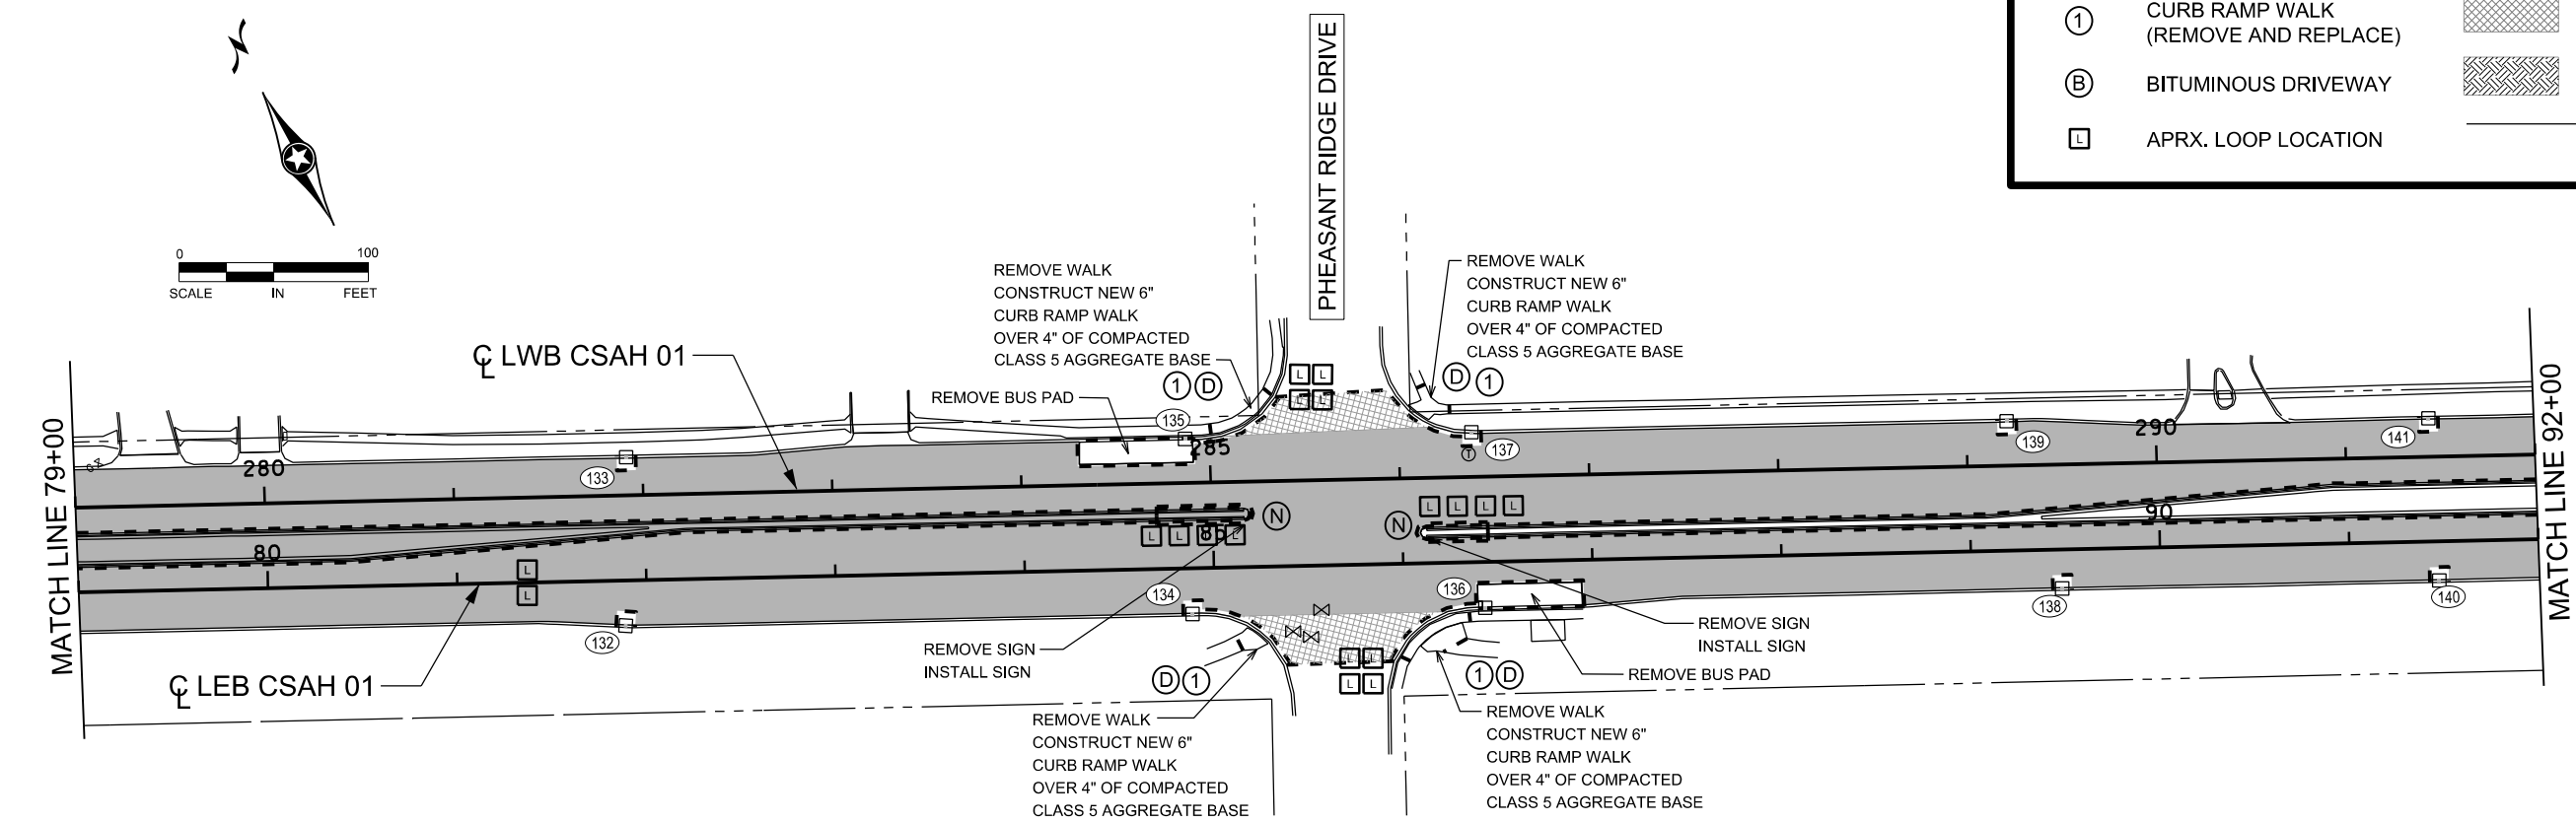 1
CURB RAMP WALK
(REMOVE AND REPLACE)
B
BITUMINOUS DRIVEWAY
L
APRX. LOOP LOCATION
0 100
SCALE IN FEET
PHEASANT RIDGE DRIVE
REMOVE WALK
CONSTRUCT NEW 6"
CURB RAMP WALK
OVER 4" OF COMPACTED
CLASS 5 AGGREGATE BASE
1 D
REMOVE WALK
CONSTRUCT NEW 6"
CURB RAMP WALK
OVER 4" OF COMPACTED
CLASS 5 AGGREGATE BASE
D 1
L L
L L
℄ LWB CSAH 01
REMOVE BUS PAD
MATCH LINE 79+00
MATCH LINE 92+00
133
135
137
139
141
T
280
285
290
N
N
L L L L
L L L L
80
85
90
L
L
132
134
136
138
140
℄ LEB CSAH 01
REMOVE SIGN
INSTALL SIGN
REMOVE SIGN
INSTALL SIGN
REMOVE BUS PAD
L L
L L
D 1
1 D
REMOVE WALK
CONSTRUCT NEW 6"
CURB RAMP WALK
OVER 4" OF COMPACTED
CLASS 5 AGGREGATE BASE
REMOVE WALK
CONSTRUCT NEW 6"
CURB RAMP WALK
OVER 4" OF COMPACTED
CLASS 5 AGGREGATE BASE